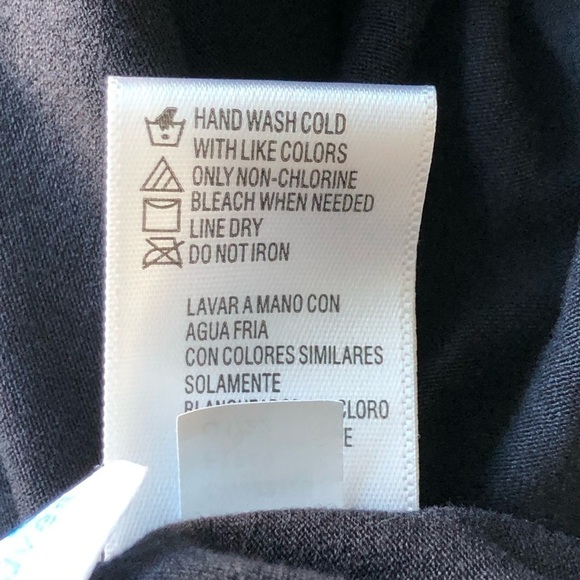 HAND WASH COLD
WITH LIKE COLORS
ONLY NON-CHLORINE
BLEACH WHEN NEEDED
LINE DRY
DO NOT IRON
LAVAR A MANO CON
AGUA FRIA
CON COLORES SIMILARES
SOLAMENTE
CLORO